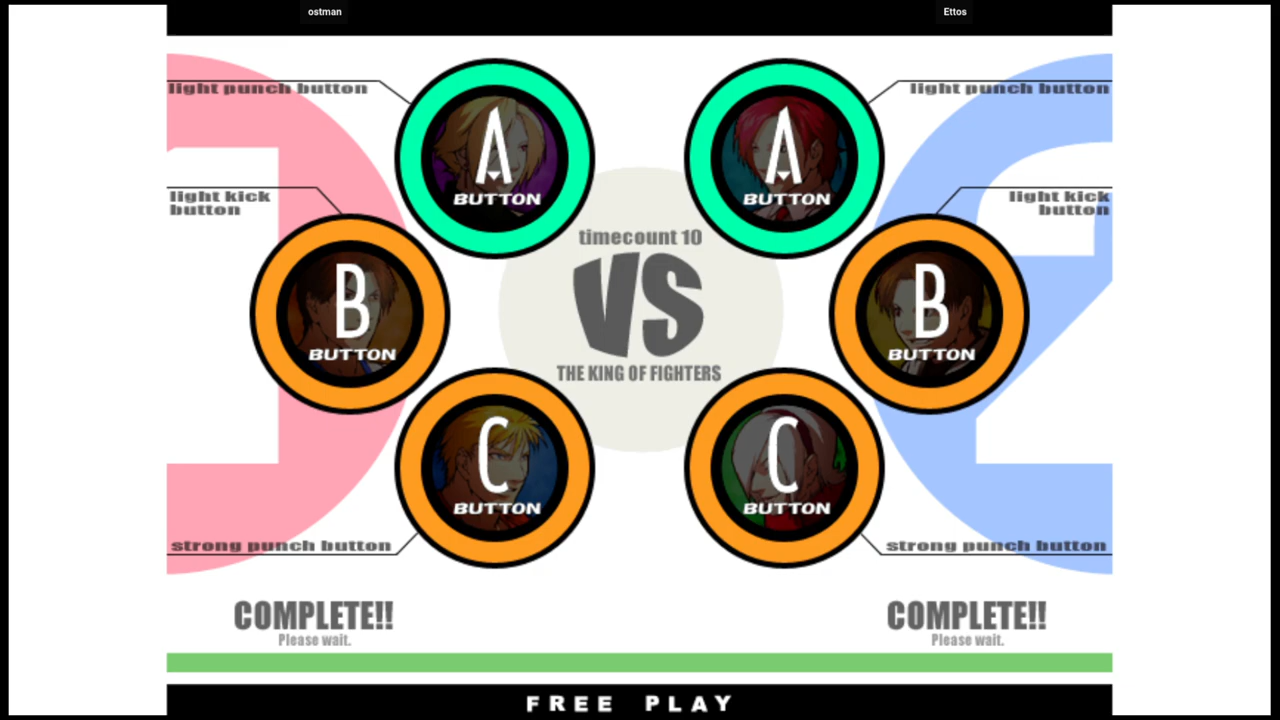 ostman
Ettos
light punch button
light punch button
A
BUTTON
A
BUTTON
light kick
button
light kick
button
timecount 10
VS
THE KING OF FIGHTERS
B
BUTTON
B
BUTTON
C
BUTTON
C
BUTTON
strong punch button
strong punch button
COMPLETE!!
Please wait.
COMPLETE!!
Please wait.
FREE PLAY
1
2